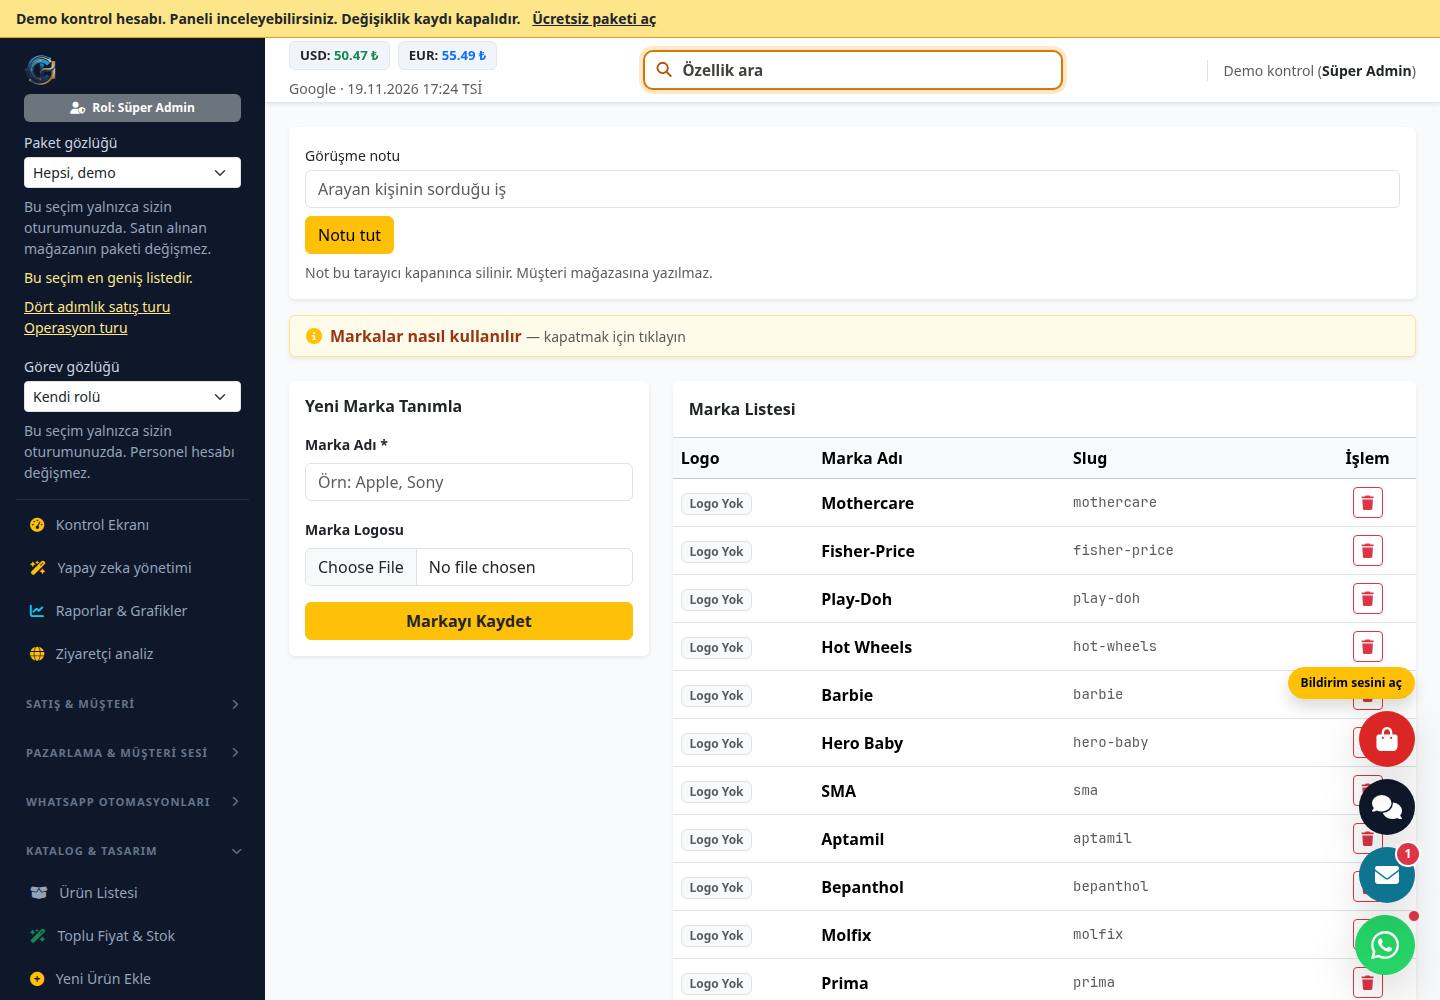 Demo kontrol hesabı. Paneli inceleyebilirsiniz. Değişiklik kaydı kapalıdır. Ücretsiz paketi aç
USD: 50.47 ₺ EUR: 55.49 ₺
Google · 19.11.2026 17:24 TSİ
Özellik ara
Demo kontrol (Süper Admin)
Rol: Süper Admin
Paket gözlüğü
Hepsi, demo
Bu seçim yalnızca sizin
oturumunuzda. Satın alınan
mağazanın paketi değişmez.
Bu seçim en geniş listedir.
Dört adımlık satış turu
Operasyon turu
Görev gözlüğü
Kendi rolü
Bu seçim yalnızca sizin
oturumunuzda. Personel hesabı
değişmez.
Kontrol Ekranı
Yapay zeka yönetimi
Raporlar & Grafikler
Ziyaretçi analiz
SATIŞ & MÜŞTERİ
PAZARLAMA & MÜŞTERİ SESİ
WHATSAPP OTOMASYONLARI
KATALOG & TASARIM
Ürün Listesi
Toplu Fiyat & Stok
Yeni Ürün Ekle
Görüşme notu
Arayan kişinin sorduğu iş
Notu tut
Not bu tarayıcı kapanınca silinir. Müşteri mağazasına yazılmaz.
Markalar nasıl kullanılır — kapatmak için tıklayın
Yeni Marka Tanımla
Marka Adı *
Örn: Apple, Sony
Marka Logosu
Choose File No file chosen
Markayı Kaydet
Marka Listesi
Logo Marka Adı Slug İşlem
Logo Yok Mothercare mothercare
Logo Yok Fisher-Price fisher-price
Logo Yok Play-Doh play-doh
Logo Yok Hot Wheels hot-wheels
Logo Yok Barbie barbie
Logo Yok Hero Baby hero-baby
Logo Yok SMA sma
Logo Yok Aptamil aptamil
Logo Yok Bepanthol bepanthol
Logo Yok Molfix molfix
Logo Yok Prima prima
Bildirim sesini aç
1